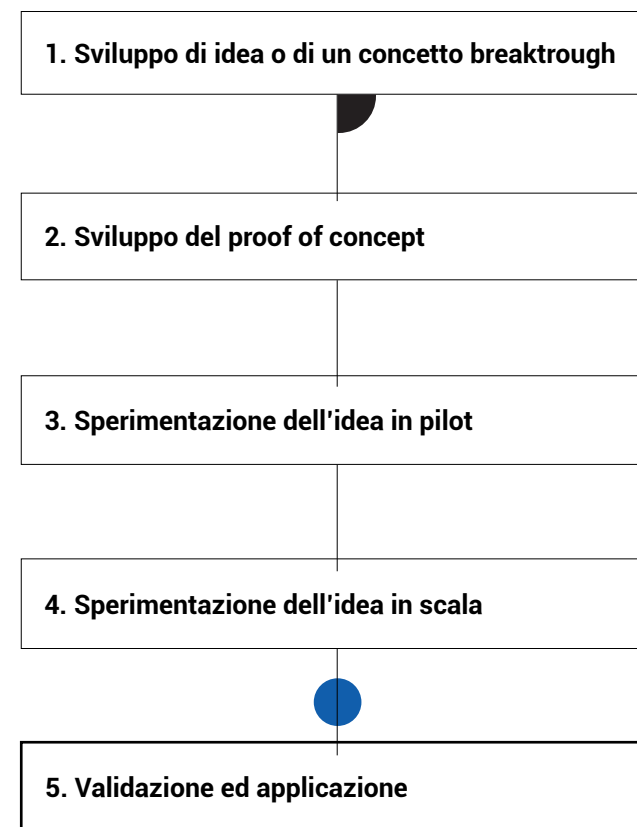 1. Sviluppo di idea o di un concetto breaktrough
2. Sviluppo del proof of concept
3. Sperimentazione dell'idea in pilot
4. Sperimentazione dell'idea in scala
5. Validazione ed applicazione